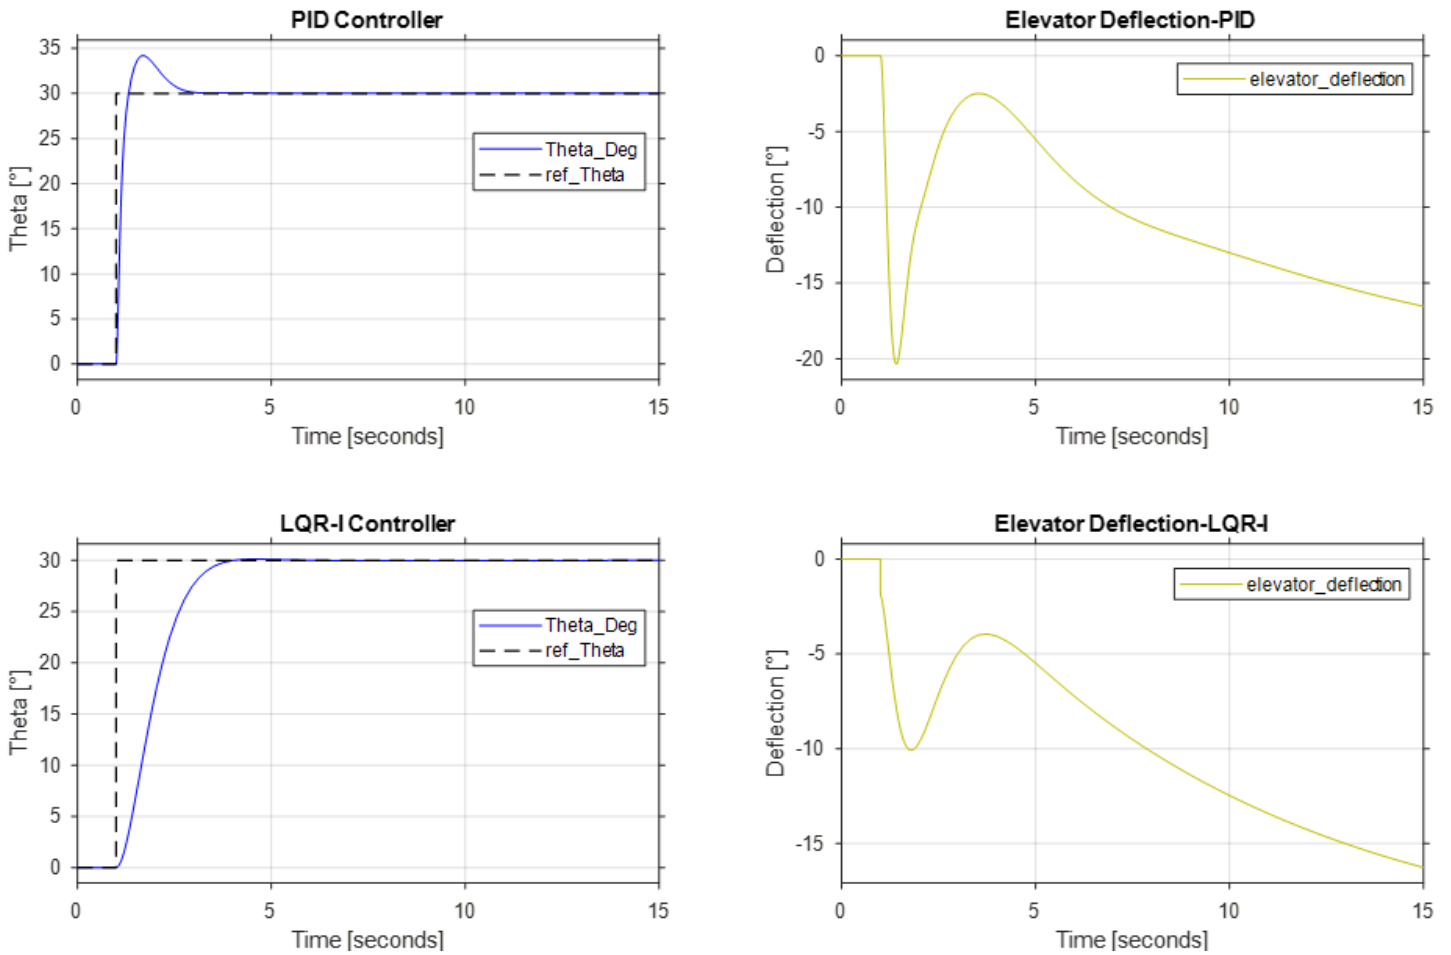 PID Controller
35
30
25
20
15
10
5
0
Theta [°]
Theta_Deg
ref_Theta
0
5
10
15
Time [seconds]
Elevator Deflection-PID
0
-5
-10
-15
-20
Deflection [°]
elevator_deflection
0
5
10
15
Time [seconds]
LQR-I Controller
30
25
20
15
10
5
0
Theta [°]
Theta_Deg
ref_Theta
0
5
10
15
Time [seconds]
Elevator Deflection-LQR-I
0
-5
-10
-15
Deflection [°]
elevator_deflection
0
5
10
15
Time [seconds]